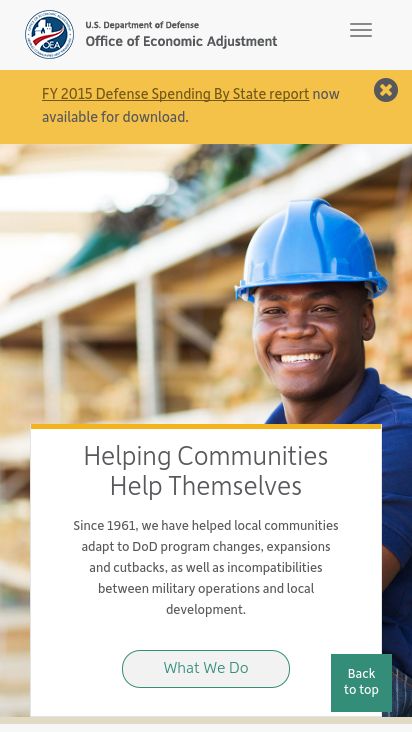 U.S. Department of Defense
Office of Economic Adjustment
OEA
FY 2015 Defense Spending By State report now
available for download.
Helping Communities
Help Themselves
Since 1961, we have helped local communities
adapt to DoD program changes, expansions
and cutbacks, as well as incompatibilities
between military operations and local
development.
What We Do
Back
to top